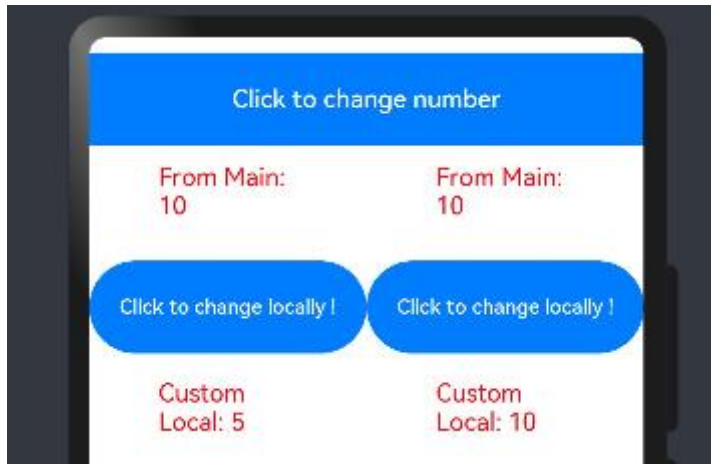 Click to change number
From Main:
10
From Main:
10
Click to change locally !
Click to change locally !
Custom
Local: 5
Custom
Local: 10